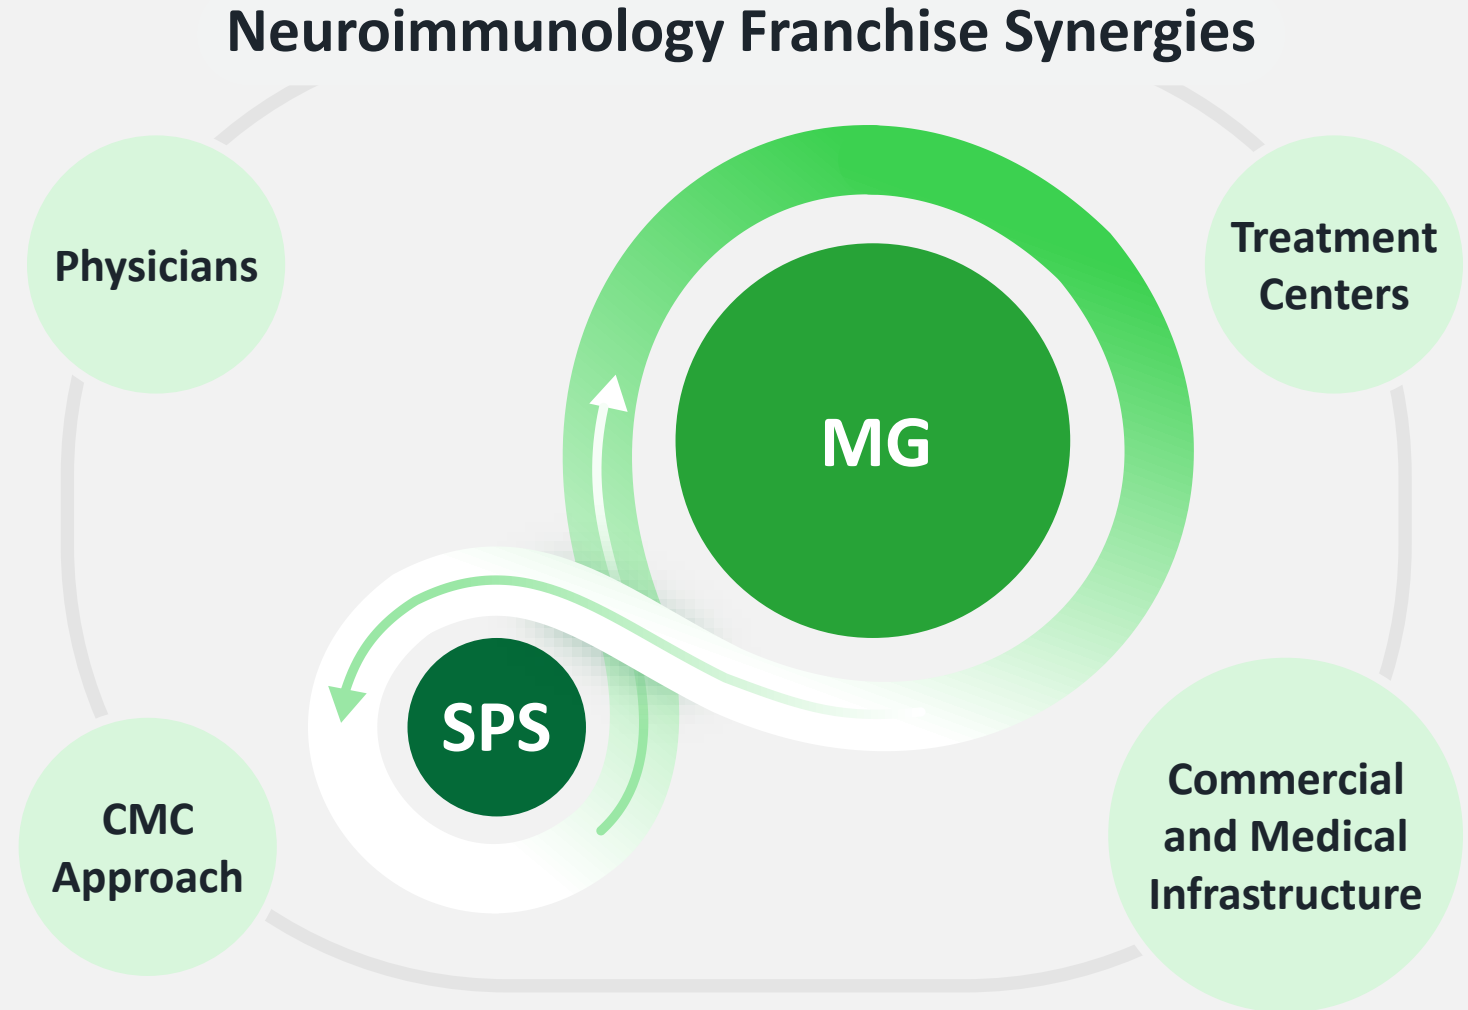 Neuroimmunology Franchise Synergies
Physicians
Treatment
Centers
MG
SPS
CMC
Approach
Commercial
and Medical
Infrastructure